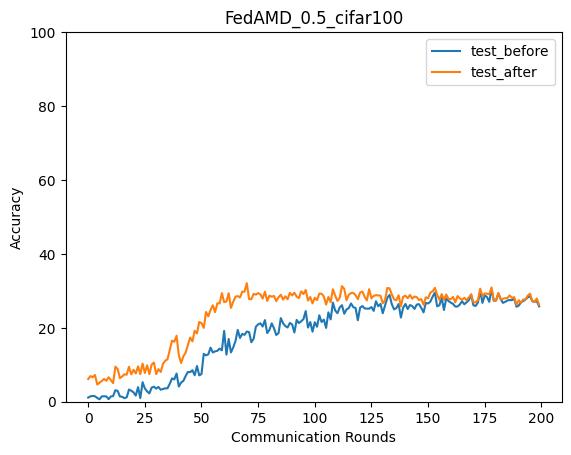 FedAMD_0.5_cifar100
test_before
test_after
100
80
60
40
20
0
Accuracy
0 25 50 75 100 125 150 175 200
Communication Rounds